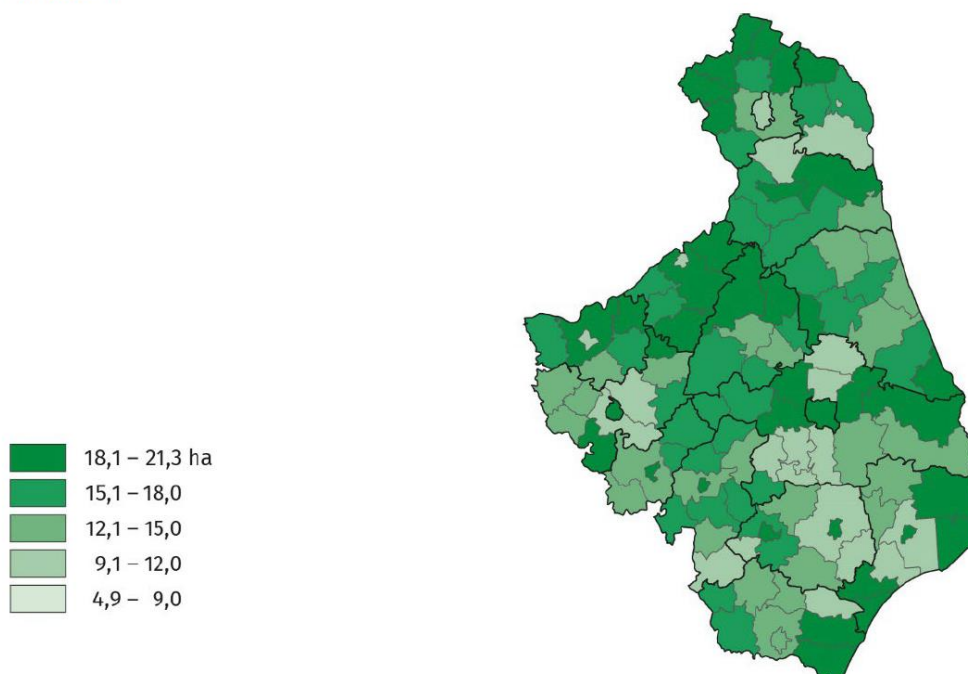 18,1 – 21,3 ha
15,1 – 18,0
12,1 – 15,0
9,1 – 12,0
4,9 – 9,0